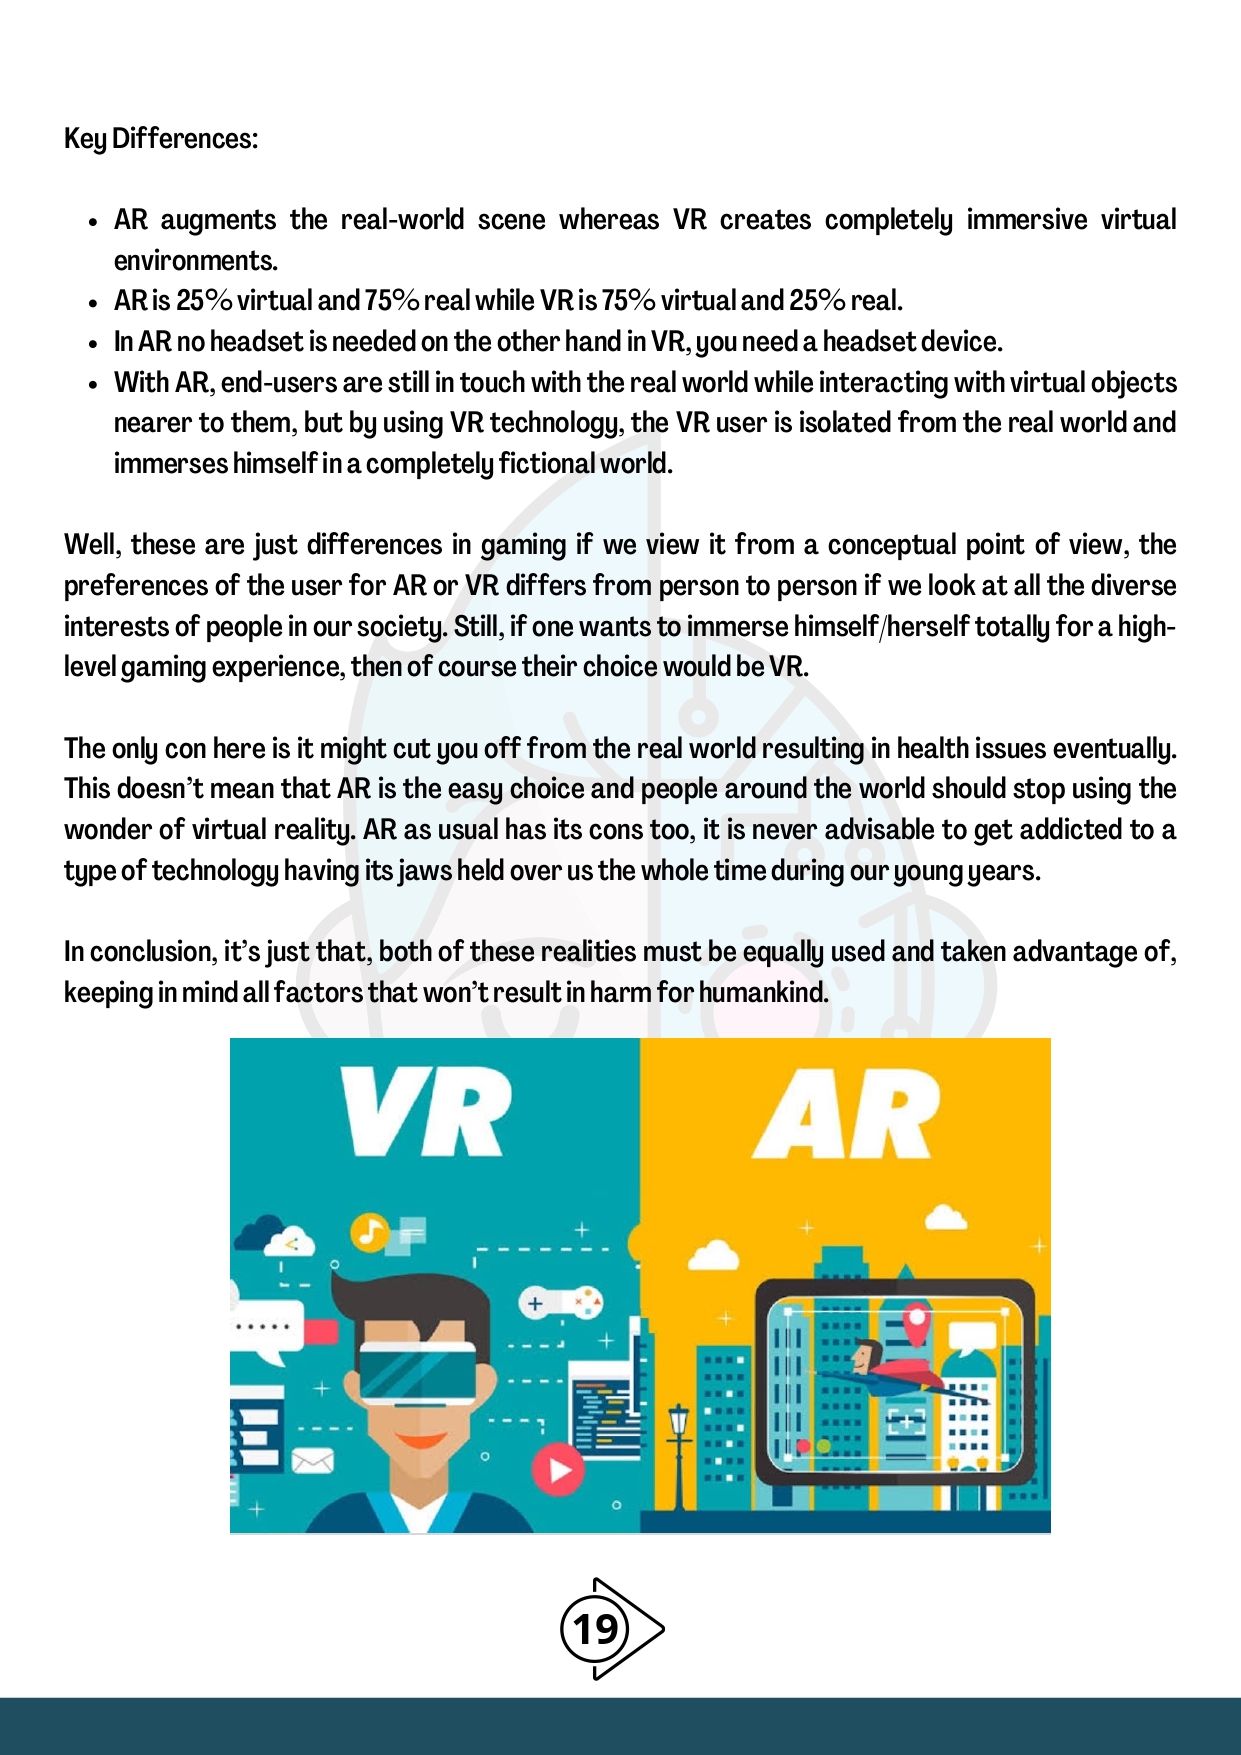 Key Differences:
AR augments the real-world scene whereas VR creates completely immersive virtual
environments.
AR is 25% virtual and 75% real while VR is 75% virtual and 25% real.
In AR no headset is needed on the other hand in VR, you need a headset device.
With AR, end-users are still in touch with the real world while interacting with virtual objects
nearer to them, but by using VR technology, the VR user is isolated from the real world and
immerses himself in a completely fictional world.
Well, these are just differences in gaming if we view it from a conceptual point of view, the
preferences of the user for AR or VR differs from person to person if we look at all the diverse
interests of people in our society. Still, if one wants to immerse himself/herself totally for a high-
level gaming experience, then of course their choice would be VR.
The only con here is it might cut you off from the real world resulting in health issues eventually.
This doesn’t mean that AR is the easy choice and people around the world should stop using the
wonder of virtual reality. AR as usual has its cons too, it is never advisable to get addicted to a
type of technology having its jaws held over us the whole time during our young years.
In conclusion, it’s just that, both of these realities must be equally used and taken advantage of,
keeping in mind all factors that won’t result in harm for humankind.
VR
AR
19